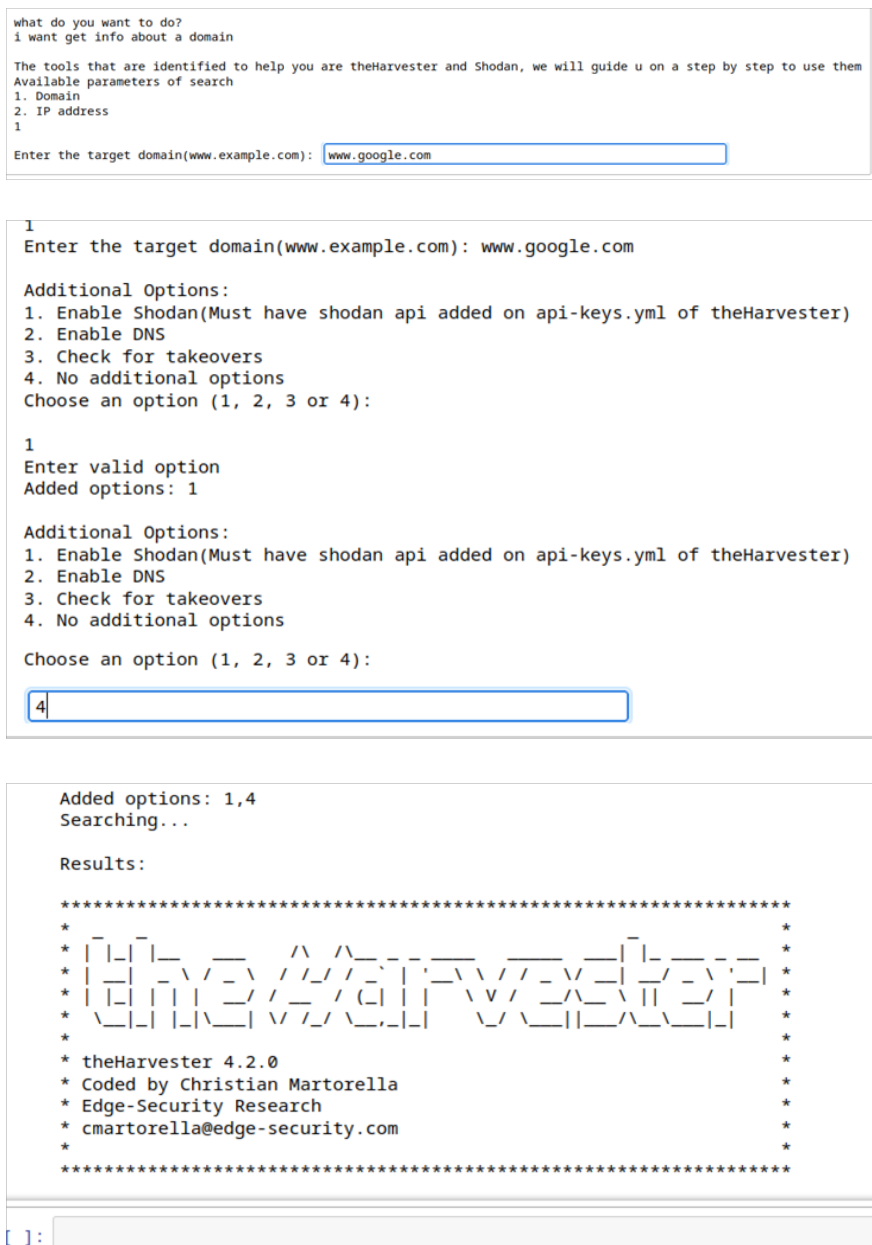 what do you want to do?
i want get info about a domain
The tools that are identified to help you are theHarvester and Shodan, we will guide u on a step by step to use them
Available parameters of search
1. Domain
2. IP address
1
Enter the target domain(www.example.com): www.google.com
1
Enter the target domain(www.example.com): www.google.com
Additional Options:
1. Enable Shodan(Must have shodan api added on api-keys.yml of theHarvester)
2. Enable DNS
3. Check for takeovers
4. No additional options
Choose an option (1, 2, 3 or 4):
1
Enter valid option
Added options: 1
Additional Options:
1. Enable Shodan(Must have shodan api added on api-keys.yml of theHarvester)
2. Enable DNS
3. Check for takeovers
4. No additional options
Choose an option (1, 2, 3 or 4):
4
Added options: 1,4
Searching...
Results:
*******************************************************************
theHarvester
* theHarvester 4.2.0 *
* Coded by Christian Martorella *
* Edge-Security Research *
* cmartorella@edge-security.com *
* *
*******************************************************************
[ ]: